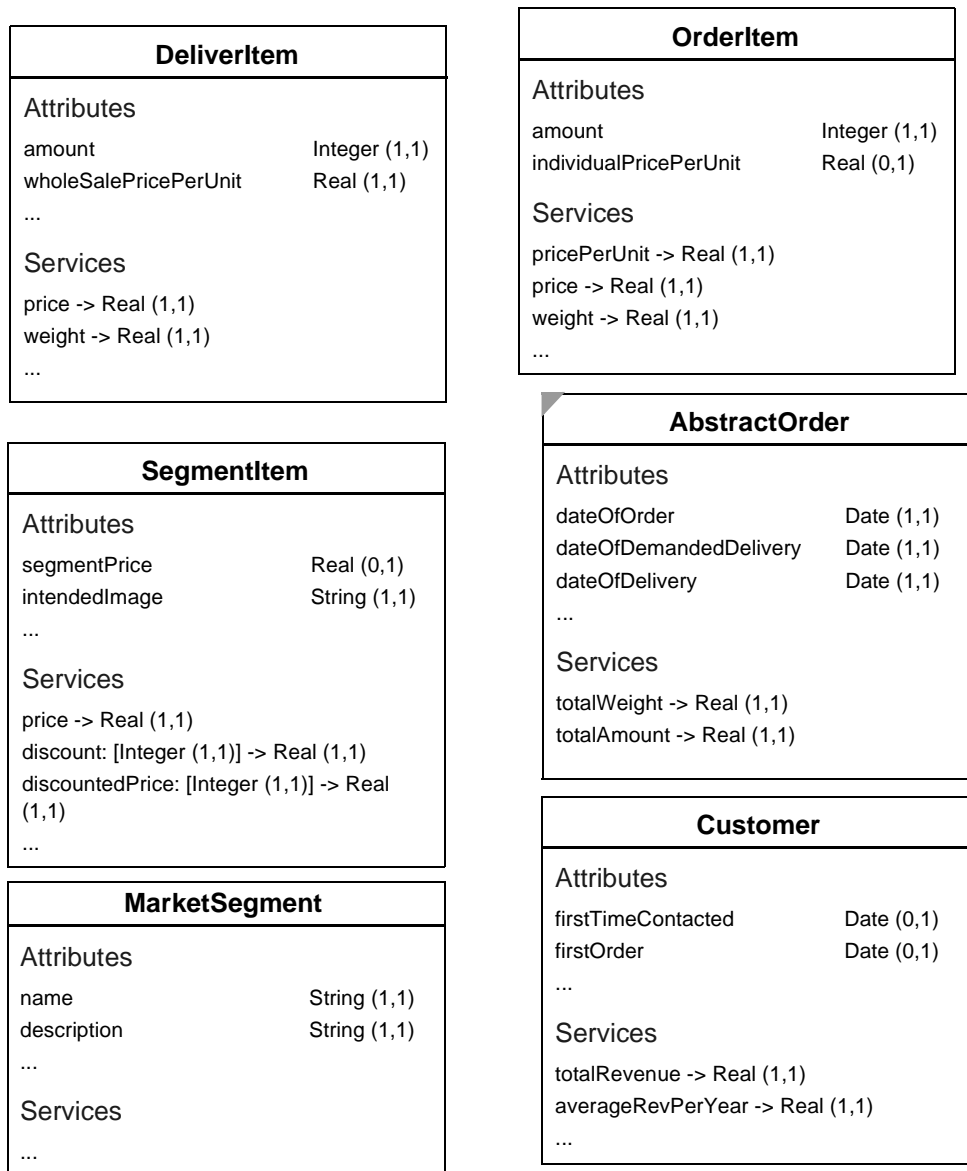 DeliverItem
Attributes
amount Integer (1,1)
wholeSalePricePerUnit Real (1,1)
...
Services
price -> Real (1,1)
weight -> Real (1,1)
...
OrderItem
Attributes
amount Integer (1,1)
individualPricePerUnit Real (0,1)
Services
pricePerUnit -> Real (1,1)
price -> Real (1,1)
weight -> Real (1,1)
...
SegmentItem
Attributes
segmentPrice Real (0,1)
intendedImage String (1,1)
...
Services
price -> Real (1,1)
discount: [Integer (1,1)] -> Real (1,1)
discountedPrice: [Integer (1,1)] -> Real
(1,1)
...
AbstractOrder
Attributes
dateOfOrder Date (1,1)
dateOfDemandedDelivery Date (1,1)
dateOfDelivery Date (1,1)
...
Services
totalWeight -> Real (1,1)
totalAmount -> Real (1,1)
MarketSegment
Attributes
name String (1,1)
description String (1,1)
...
Services
...
Customer
Attributes
firstTimeContacted Date (0,1)
firstOrder Date (0,1)
...
Services
totalRevenue -> Real (1,1)
averageRevPerYear -> Real (1,1)
...